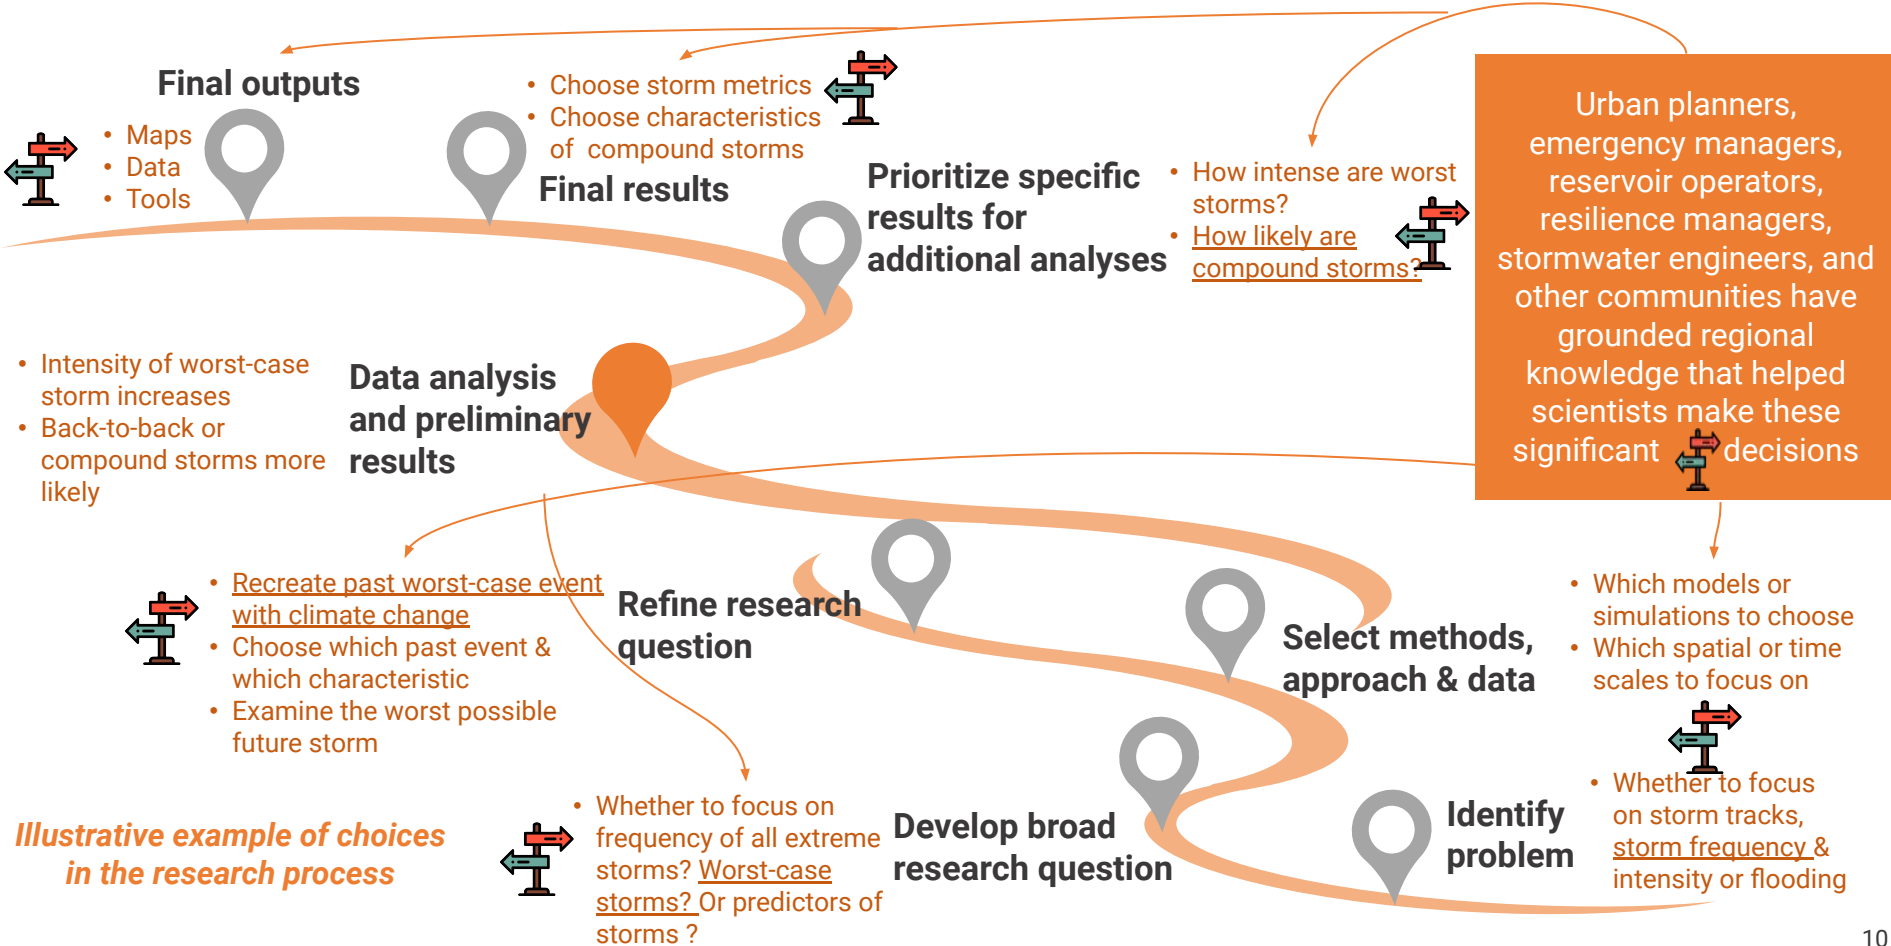 Final outputs
• Maps
• Data
• Tools
• Choose storm metrics
• Choose characteristics
of compound storms
Final results
Prioritize specific
results for
additional analyses
• How intense are worst
storms?
• How likely are
compound storms?
Urban planners,
emergency managers,
reservoir operators,
resilience managers,
stormwater engineers, and
other communities have
grounded regional
knowledge that helped
scientists make these
significant decisions
• Intensity of worst-case
storm increases
• Back-to-back or
compound storms more
likely
Data analysis
and preliminary
results
• Recreate past worst-case event
with climate change
• Choose which past event &
which characteristic
• Examine the worst possible
future storm
Refine research
question
Select methods,
approach & data
• Which models or
simulations to choose
• Which spatial or time
scales to focus on
• Whether to focus on
frequency of all extreme
storms? Worst-case
storms? Or predictors of
storms ?
Develop broad
research question
Identify
problem
• Whether to focus
on storm tracks,
storm frequency &
intensity or flooding
Illustrative example of choices
in the research process
10